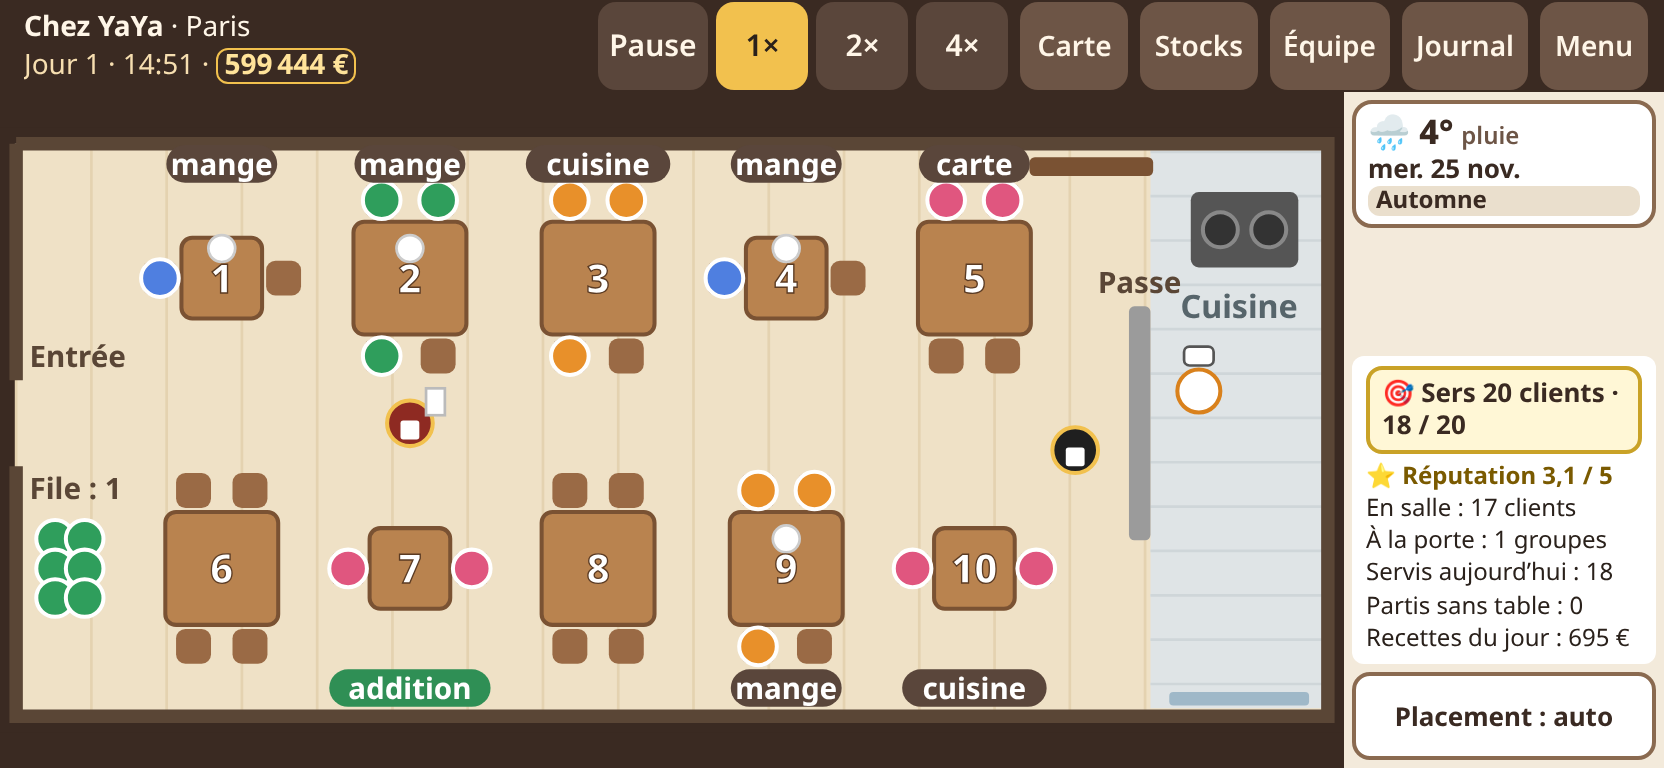 Chez YaYa · Paris
Jour 1 · 14:51 · 599 444 €
Pause
1×
2×
4×
Carte
Stocks
Équipe
Journal
Menu
mange
mange
cuisine
mange
carte
1
2
3
4
5
Passe
Cuisine
Entrée
File : 1
6
7
8
9
10
addition
mange
cuisine
4° pluie
mer. 25 nov.
Automne
Sers 20 clients ·
18 / 20
Réputation 3,1 / 5
En salle : 17 clients
À la porte : 1 groupes
Servis aujourd’hui : 18
Partis sans table : 0
Recettes du jour : 695 €
Placement : auto